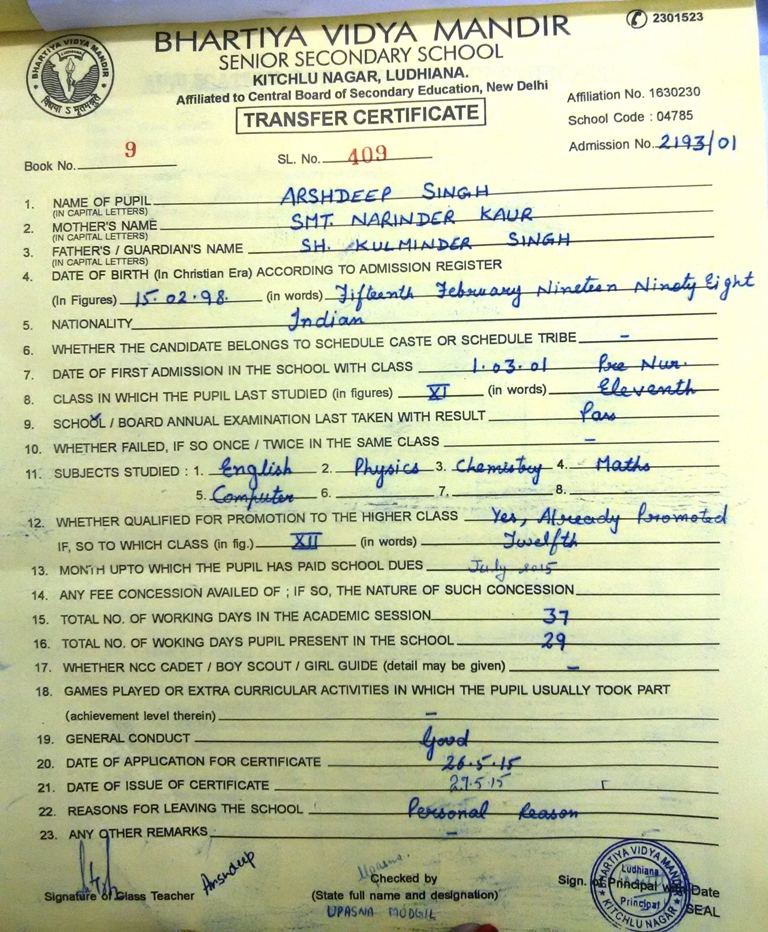 2301523
BHARTIYA VIDYA MANDIR
SENIOR SECONDARY SCHOOL
KITCHLU NAGAR, LUDHIANA.
Affiliated to Central Board of Secondary Education, New Delhi
Affiliation No. 1630230
TRANSFER CERTIFICATE
School Code : 04785
Admission No. 2193/01
Book No. 9 SL. No. 409
1. NAME OF PUPIL ARSHDEEP SINGH
(IN CAPITAL LETTERS)
2. MOTHER'S NAME SMT. NARINDER KAUR
(IN CAPITAL LETTERS)
3. FATHER'S / GUARDIAN'S NAME SH. KULMINDER SINGH
(IN CAPITAL LETTERS)
4. DATE OF BIRTH (In Christian Era) ACCORDING TO ADMISSION REGISTER
(In Figures) 15.02.98. (in words) Fifteenth February Nineteen Ninety Eight
5. NATIONALITY Indian
6. WHETHER THE CANDIDATE BELONGS TO SCHEDULE CASTE OR SCHEDULE TRIBE –
7. DATE OF FIRST ADMISSION IN THE SCHOOL WITH CLASS 1.03.01 Pre Nur.
8. CLASS IN WHICH THE PUPIL LAST STUDIED (in figures) XI (in words) Eleventh
9. SCHOOL / BOARD ANNUAL EXAMINATION LAST TAKEN WITH RESULT Pass
10. WHETHER FAILED, IF SO ONCE / TWICE IN THE SAME CLASS –
11. SUBJECTS STUDIED : 1. English 2. Physics 3. Chemistry 4. Maths
5. Computer 6. 7. 8.
12. WHETHER QUALIFIED FOR PROMOTION TO THE HIGHER CLASS Yes, Already Promoted
IF, SO TO WHICH CLASS (in fig.) XII (in words) Twelfth
13. MONTH UPTO WHICH THE PUPIL HAS PAID SCHOOL DUES July 2015
14. ANY FEE CONCESSION AVAILED OF ; IF SO, THE NATURE OF SUCH CONCESSION
15. TOTAL NO. OF WORKING DAYS IN THE ACADEMIC SESSION 37
16. TOTAL NO. OF WOKING DAYS PUPIL PRESENT IN THE SCHOOL 29
17. WHETHER NCC CADET / BOY SCOUT / GIRL GUIDE (detail may be given) –
18. GAMES PLAYED OR EXTRA CURRICULAR ACTIVITIES IN WHICH THE PUPIL USUALLY TOOK PART
(achievement level therein) –
19. GENERAL CONDUCT Good
20. DATE OF APPLICATION FOR CERTIFICATE 26.5.15
21. DATE OF ISSUE OF CERTIFICATE 27.5.15
22. REASONS FOR LEAVING THE SCHOOL Personal Reason
23. ANY OTHER REMARKS –
Arshdeep
Signature of Class Teacher
Checked by
(State full name and designation)
UPASNA MODGIL
Sign. of Principal with Date
SEAL
BHARTIYA VIDYA MANDIR
Ludhiana
Principal
KITCHLU NAGAR